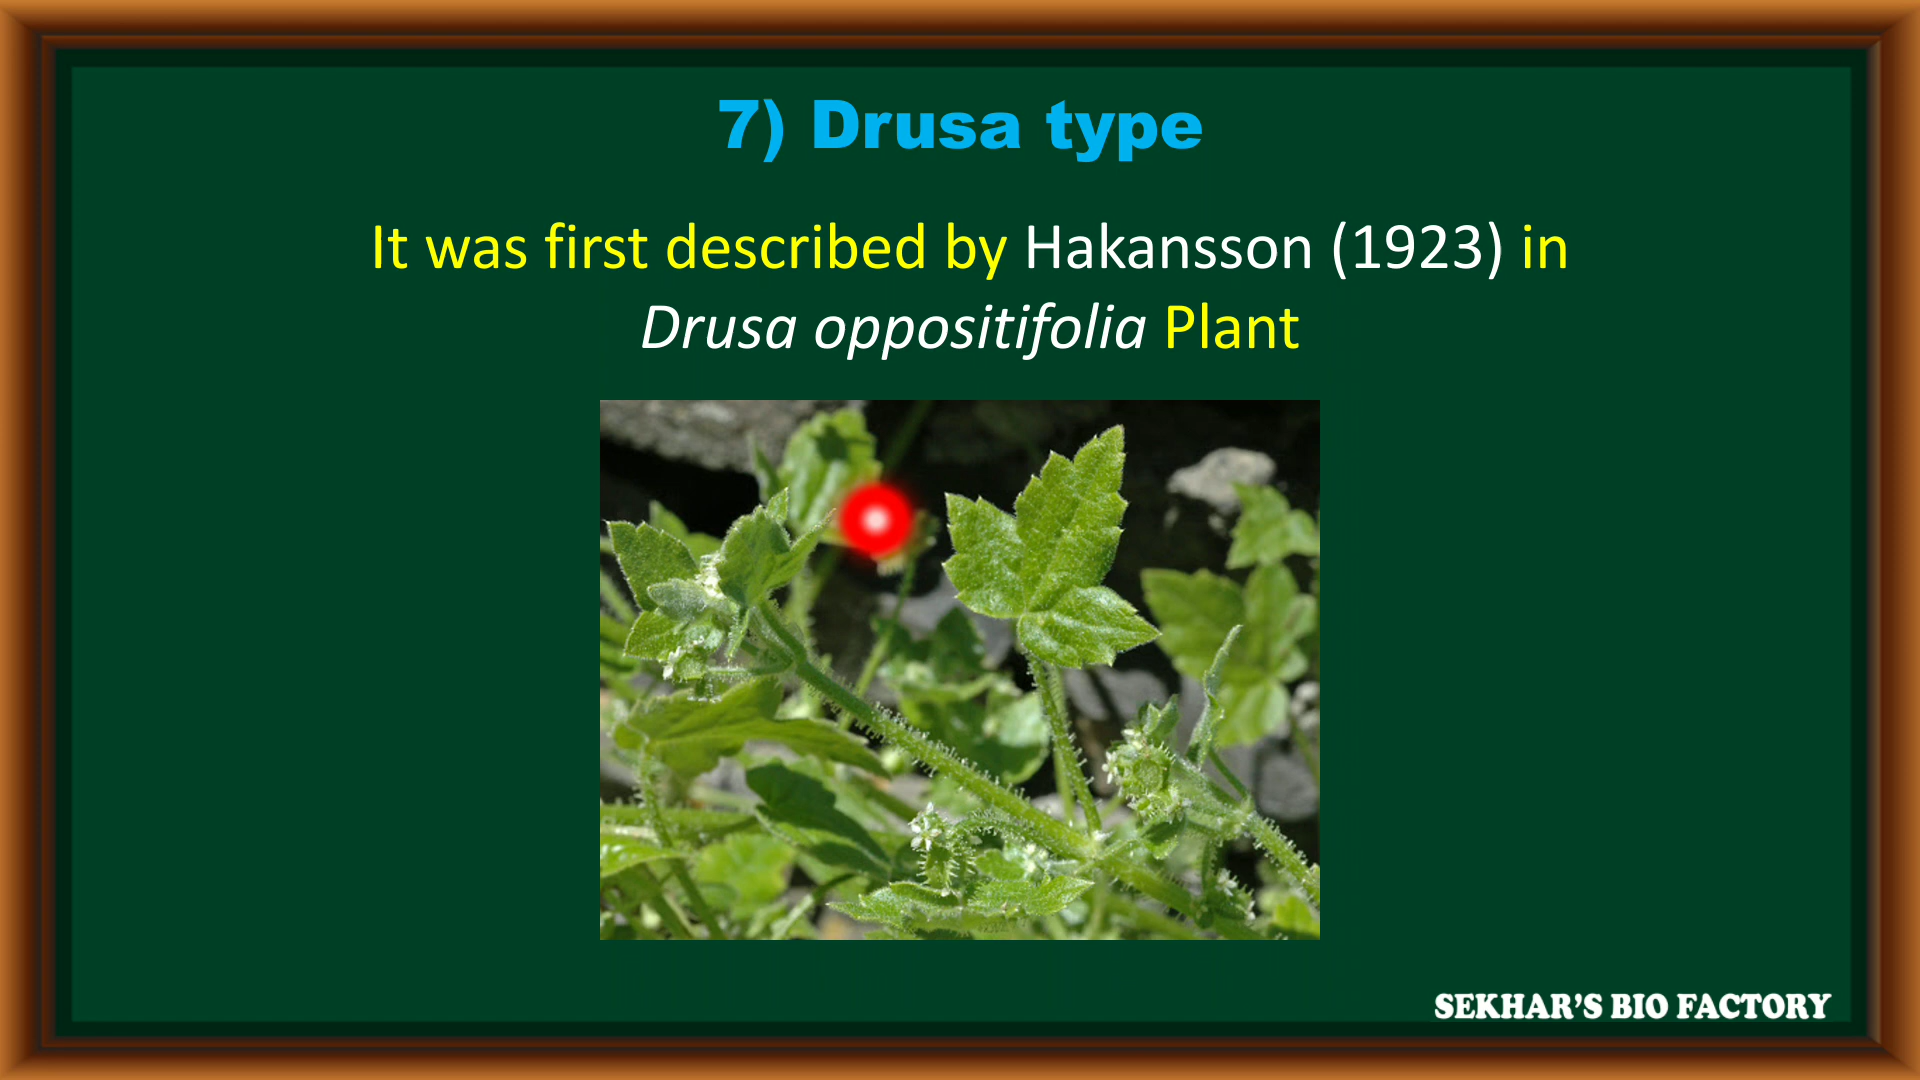 7) Drusa type
It was first described by Hakansson (1923) in
Drusa oppositifolia Plant
SEKHAR'S BIO FACTORY